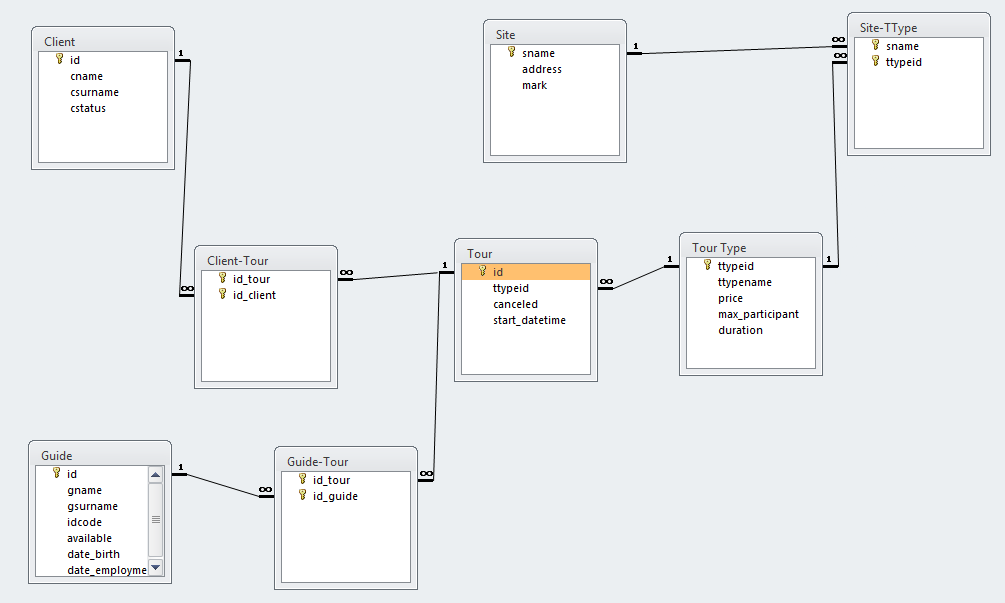 Client
id
cname
csurname
cstatus
1
∞
Site
sname
address
mark
1
∞
∞
Site-TType
sname
ttypeid
Client-Tour
id_tour
id_client
∞
1
Tour
id
ttypeid
canceled
start_datetime
∞
1
Tour Type
ttypeid
ttypename
price
max_participant
duration
1
Guide
id
gname
gsurname
idcode
available
date_birth
date_employme
1
∞
Guide-Tour
id_tour
id_guide
∞